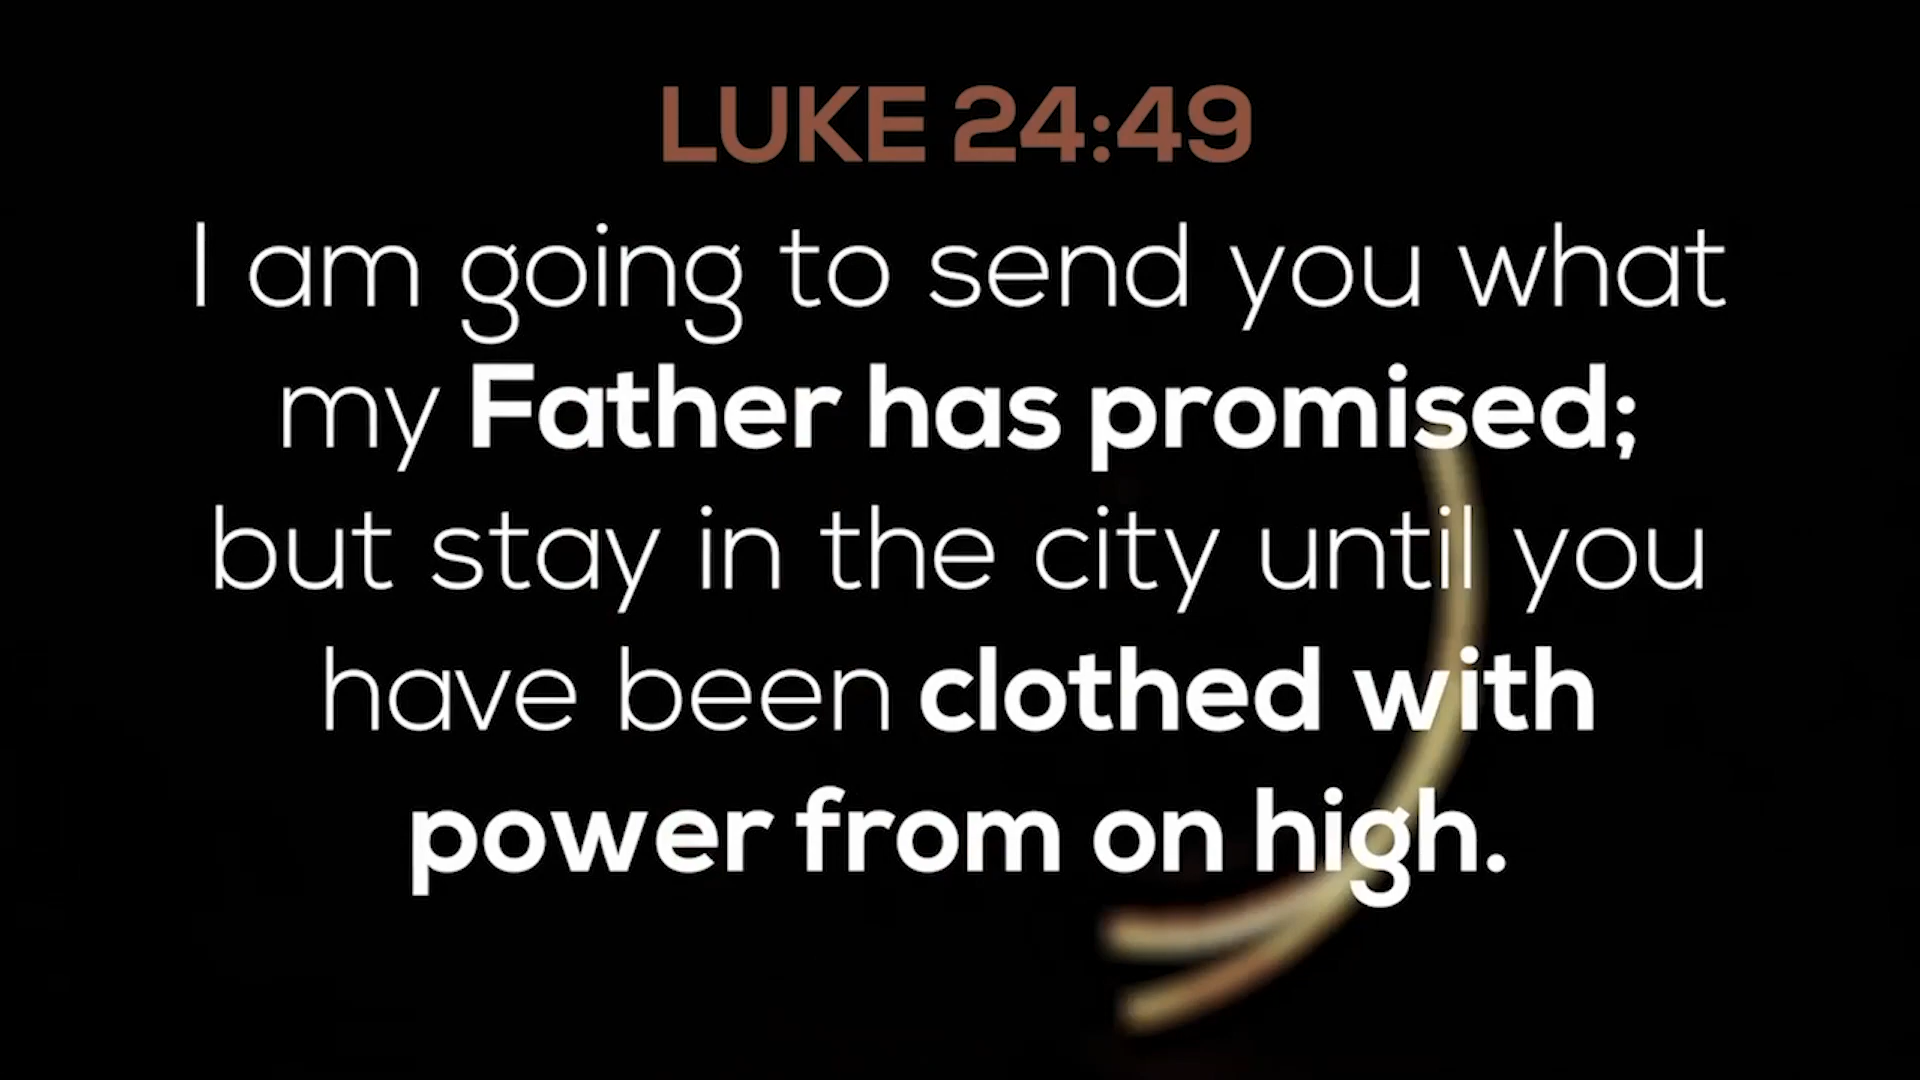 LUKE 24:49
I am going to send you what
my Father has promised;
but stay in the city until you
have been clothed with
power from on high.